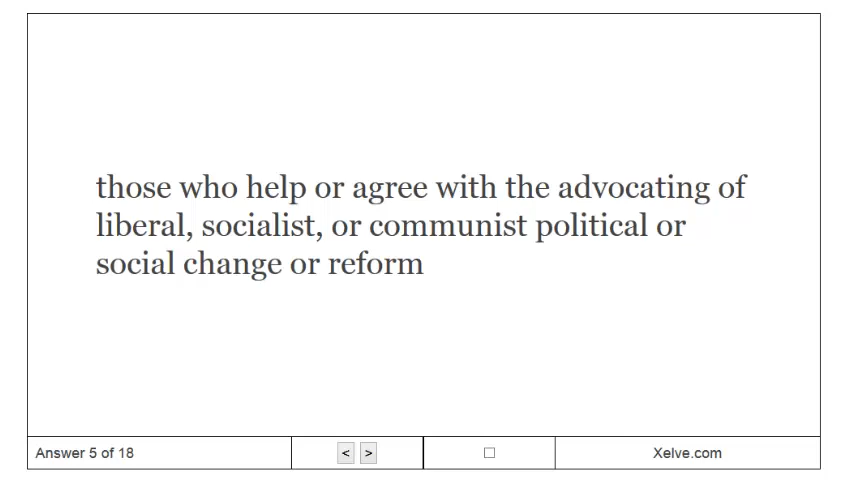 those who help or agree with the advocating of
liberal, socialist, or communist political or
social change or reform
Answer 5 of 18
< >
Xelve.com